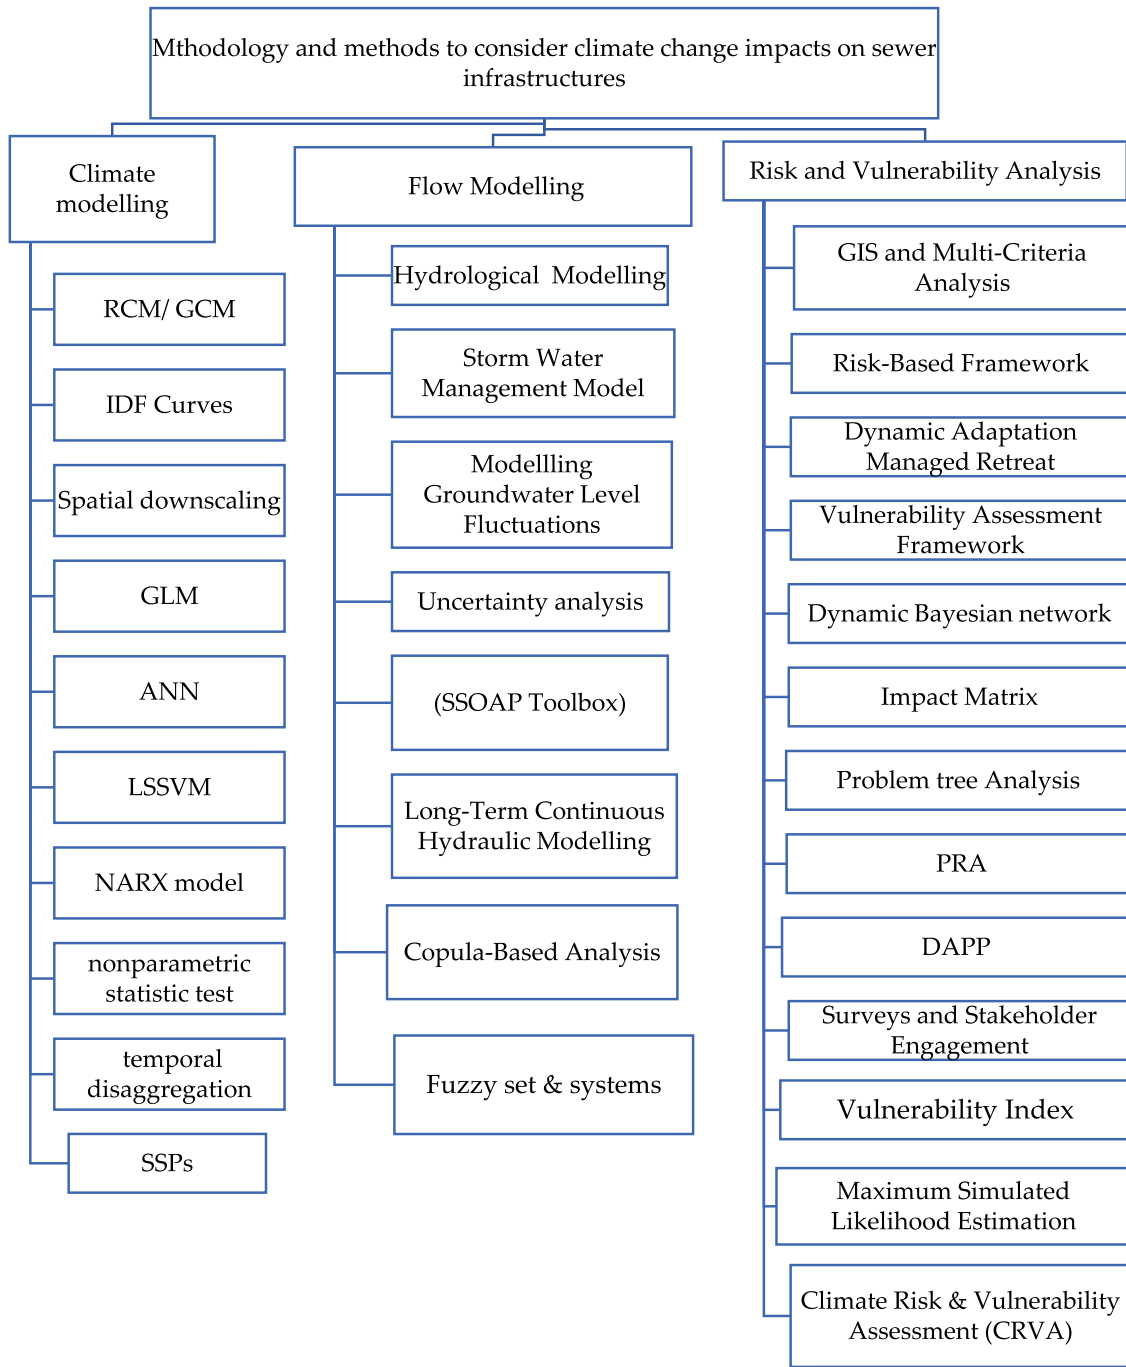 Mthodology and methods to consider climate change impacts on sewer
infrastructures
Climate
modelling
RCM/ GCM
IDF Curves
Spatial downscaling
GLM
ANN
LSSVM
NARX model
nonparametric
statistic test
temporal
disaggregation
SSPs
Flow Modelling
Hydrological Modelling
Storm Water
Management Model
Modellling
Groundwater Level
Fluctuations
Uncertainty analysis
(SSOAP Toolbox)
Long-Term Continuous
Hydraulic Modelling
Copula-Based Analysis
Fuzzy set & systems
Risk and Vulnerability Analysis
GIS and Multi-Criteria
Analysis
Risk-Based Framework
Dynamic Adaptation
Managed Retreat
Vulnerability Assessment
Framework
Dynamic Bayesian network
Impact Matrix
Problem tree Analysis
PRA
DAPP
Surveys and Stakeholder
Engagement
Vulnerability Index
Maximum Simulated
Likelihood Estimation
Climate Risk & Vulnerability
Assessment (CRVA)